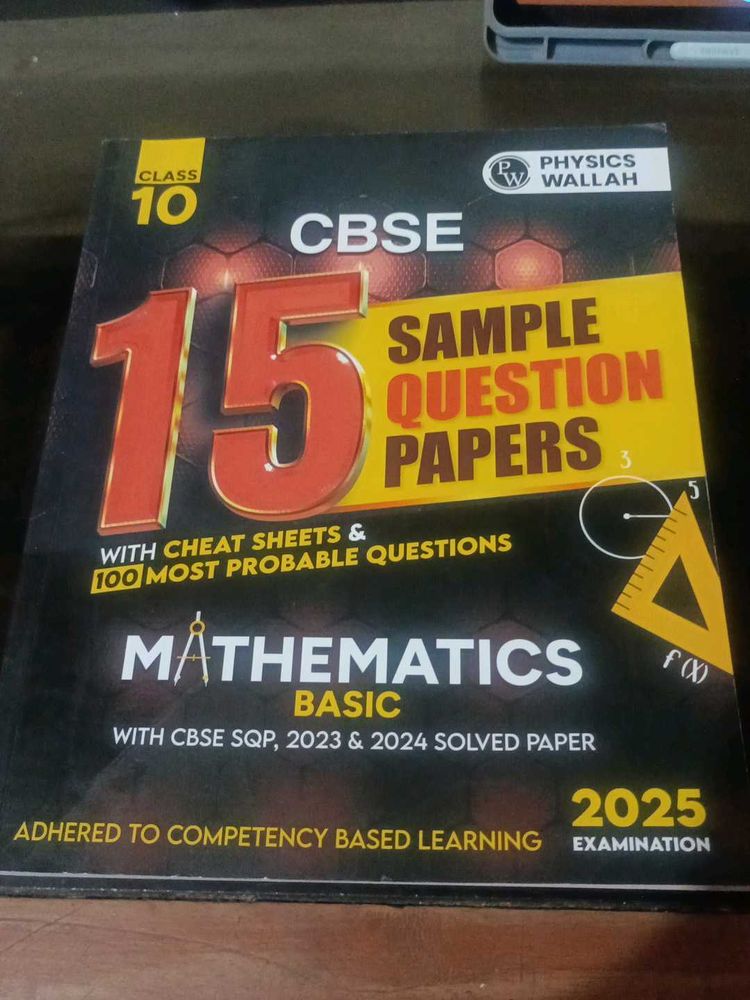 CLASS
10
PW
PHYSICS
WALLAH
CBSE
15
SAMPLE
QUESTION
PAPERS
3
5
WITH CHEAT SHEETS &
100 MOST PROBABLE QUESTIONS
f (X)
MATHEMATICS
BASIC
WITH CBSE SQP, 2023 & 2024 SOLVED PAPER
2025
EXAMINATION
ADHERED TO COMPETENCY BASED LEARNING